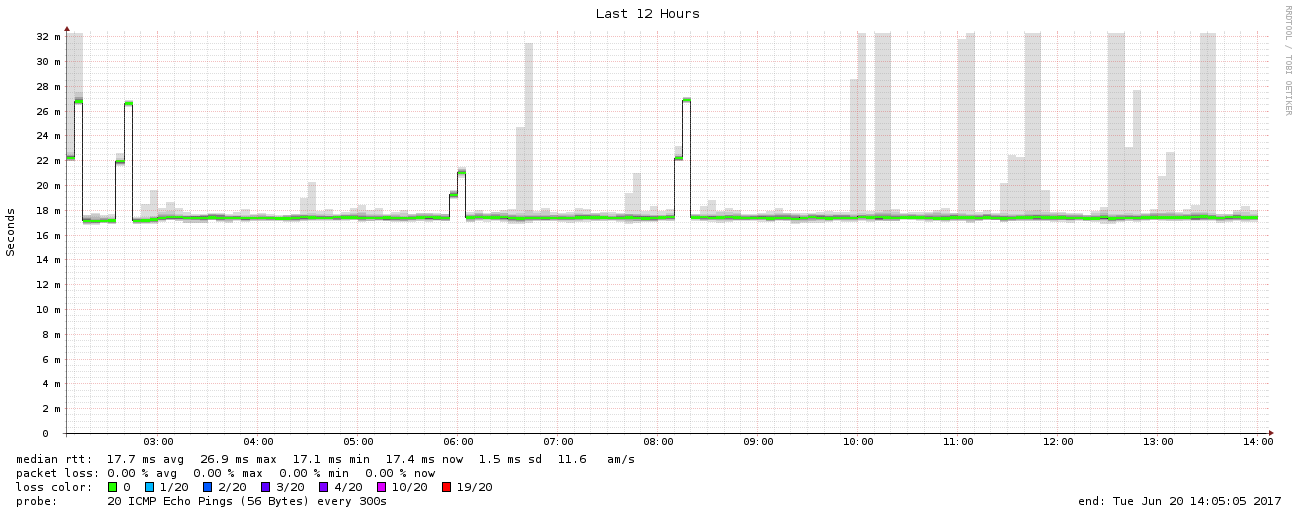 Last 12 Hours
RRDTOOL / TOBI OETIKER
Seconds
32 m
30 m
28 m
26 m
24 m
22 m
20 m
18 m
16 m
14 m
12 m
10 m
8 m
6 m
4 m
2 m
0
03:00 04:00 05:00 06:00 07:00 08:00 09:00 10:00 11:00 12:00 13:00 14:00
median rtt: 17.7 ms avg 26.9 ms max 17.1 ms min 17.4 ms now 1.5 ms sd 11.6 am/s
packet loss: 0.00 % avg 0.00 % max 0.00 % min 0.00 % now
loss color: 0 1/20 2/20 3/20 4/20 10/20 19/20
probe: 20 ICMP Echo Pings (56 Bytes) every 300s end: Tue Jun 20 14:05:05 2017